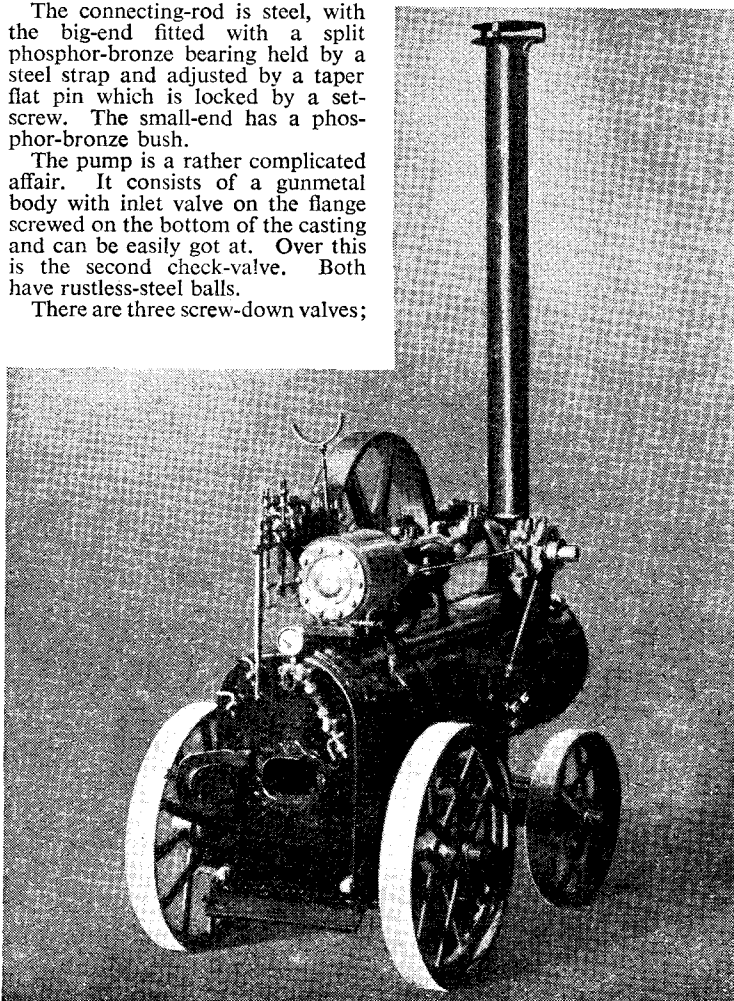 The connecting-rod is steel, with
the big-end fitted with a split
phosphor-bronze bearing held by a
steel strap and adjusted by a taper
flat pin which is locked by a set-
screw. The small-end has a phos-
phor-bronze bush.
The pump is a rather complicated
affair. It consists of a gunmetal
body with inlet valve on the flange
screwed on the bottom of the casting
and can be easily got at. Over this
is the second check-valve. Both
have rustless-steel balls.
There are three screw-down valves;